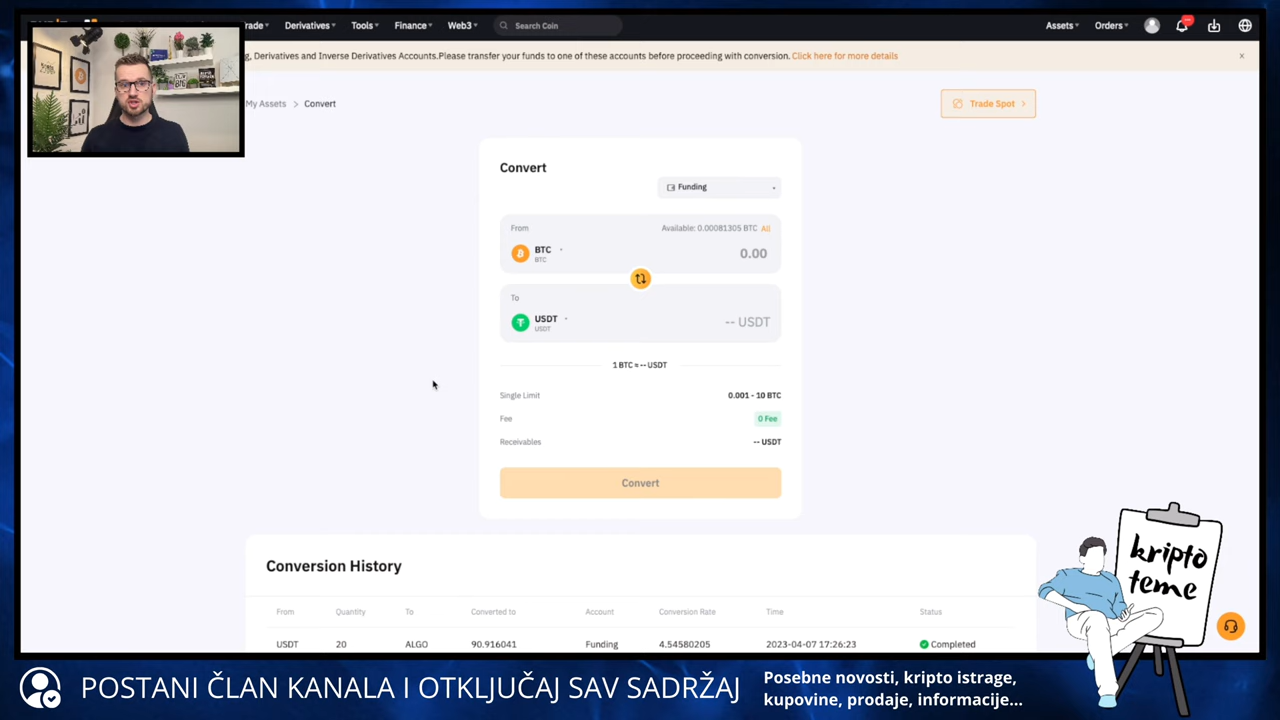 rade
Derivatives
Tools
Finance
Web3
Search Coin
Assets
Orders
g, Derivatives and Inverse Derivatives Accounts.Please transfer your funds to one of these accounts before proceeding with conversion. Click here for more details
My Assets > Convert
Trade Spot >
Convert
Funding
From
Available: 0.00081305 BTC All
BTC
BTC
0.00
To
USDT
USDT
-- USDT
1 BTC ≈ -- USDT
Single Limit
0.001 - 10 BTC
Fee
0 Fee
Receivables
-- USDT
Convert
Conversion History
From Quantity To Converted to Account Conversion Rate Time Status
USDT 20 ALGO 90.916041 Funding 4.54580205 2023-04-07 17:26:23 Completed
kripto
teme
POSTANI ČLAN KANALA I OTKLJUČAJ SAV SADRŽAJ
Posebne novosti, kripto istrage,
kupovine, prodaje, informacije...